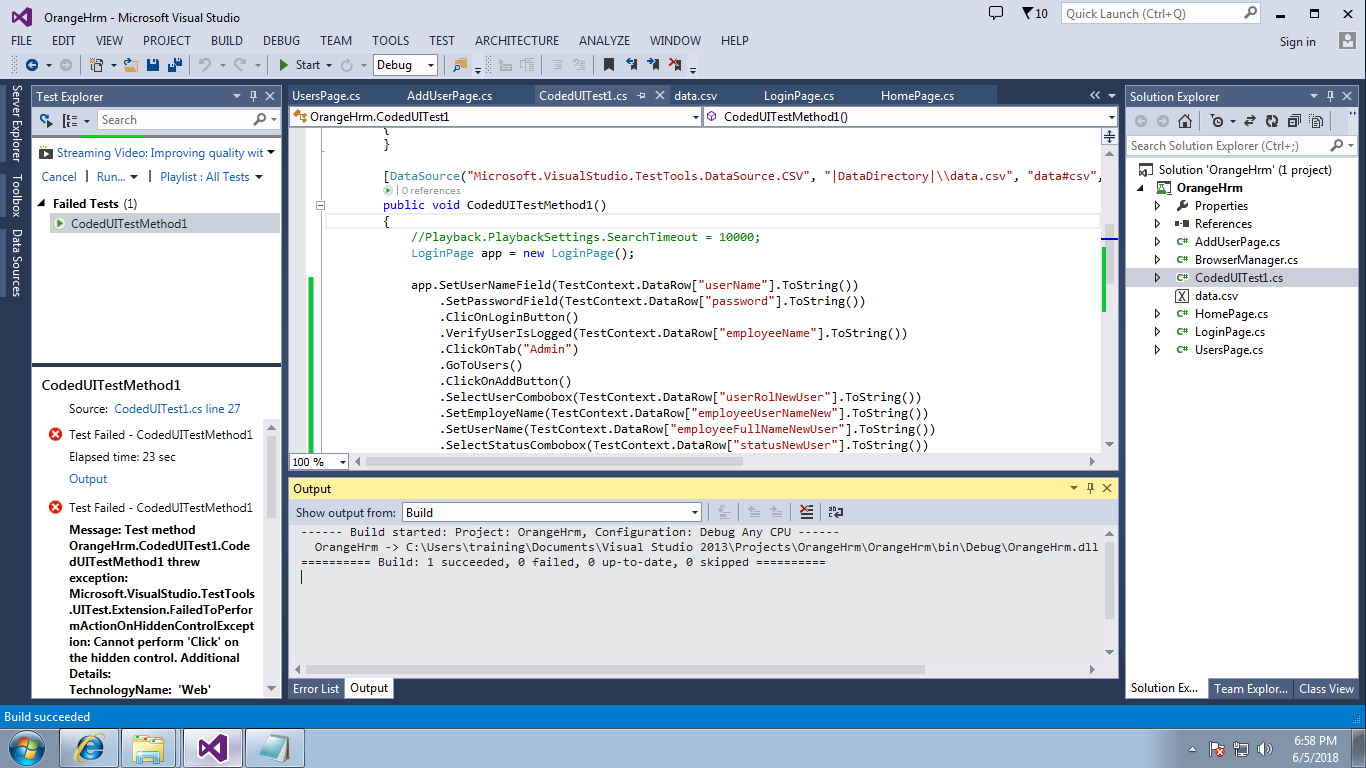 OrangeHrm - Microsoft Visual Studio
10
Quick Launch (Ctrl+Q)
FILE EDIT VIEW PROJECT BUILD DEBUG TEAM TOOLS TEST ARCHITECTURE ANALYZE WINDOW HELP
Sign in
Start
Debug
Server Explorer
Toolbox
Data Sources
Test Explorer
Search
Streaming Video: Improving quality wit
Cancel Run... Playlist : All Tests
Failed Tests (1)
CodedUITestMethod1
CodedUITestMethod1
Source: CodedUITest1.cs line 27
Test Failed - CodedUITestMethod1
Elapsed time: 23 sec
Output
Test Failed - CodedUITestMethod1
Message: Test method
OrangeHrm.CodedUITest1.Code
dUITestMethod1 threw
exception:
Microsoft.VisualStudio.TestTools
.UITest.Extension.FailedToPerfor
mActionOnHiddenControlExcept
ion: Cannot perform 'Click' on
the hidden control. Additional
Details:
TechnologyName: 'Web'
UsersPage.cs AddUserPage.cs CodedUITest1.cs data.csv LoginPage.cs HomePage.cs
OrangeHrm.CodedUITest1
CodedUITestMethod1()
}
}
[DataSource("Microsoft.VisualStudio.TestTools.DataSource.CSV", "|DataDirectory|\\data.csv", "data#csv",
| 0 references
public void CodedUITestMethod1()
{
//Playback.PlaybackSettings.SearchTimeout = 10000;
LoginPage app = new LoginPage();
app.SetUserNameField(TestContext.DataRow["userName"].ToString())
.SetPasswordField(TestContext.DataRow["password"].ToString())
.ClicOnLoginButton()
.VerifyUserIsLogged(TestContext.DataRow["employeeName"].ToString())
.ClickOnTab("Admin")
.GoToUsers()
.ClickOnAddButton()
.SelectUserCombobox(TestContext.DataRow["userRolNewUser"].ToString())
.SetEmployeName(TestContext.DataRow["employeeUserNameNew"].ToString())
.SetUserName(TestContext.DataRow["employeeFullNameNewUser"].ToString())
.SelectStatusCombobox(TestContext.DataRow["statusNewUser"].ToString())
100 %
Output
Show output from: Build
------ Build started: Project: OrangeHrm, Configuration: Debug Any CPU ------
OrangeHrm -> C:\Users\training\Documents\Visual Studio 2013\Projects\OrangeHrm\OrangeHrm\bin\Debug\OrangeHrm.dll
========== Build: 1 succeeded, 0 failed, 0 up-to-date, 0 skipped ==========
Error List Output
Solution Explorer
Search Solution Explorer (Ctrl+;)
Solution 'OrangeHrm' (1 project)
OrangeHrm
Properties
References
AddUserPage.cs
BrowserManager.cs
CodedUITest1.cs
data.csv
HomePage.cs
LoginPage.cs
UsersPage.cs
Solution Ex... Team Explor... Class View
Build succeeded
6:58 PM
6/5/2018